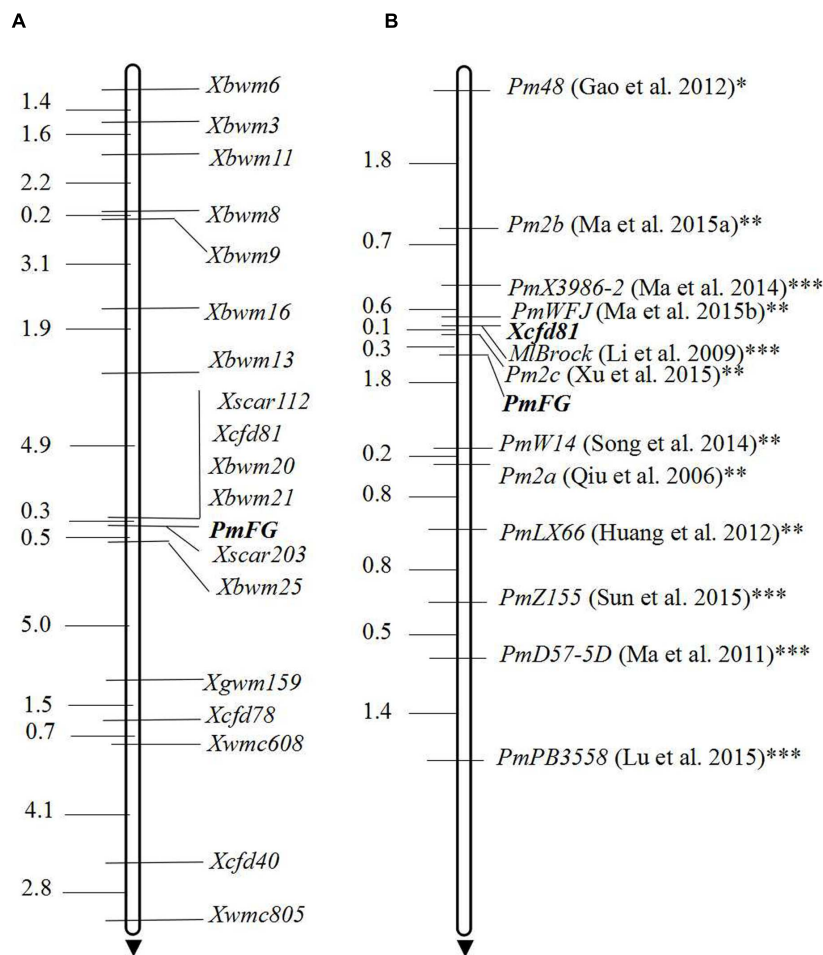 A
1.4
1.6
2.2
0.2
3.1
1.9
4.9
0.3
0.5
5.0
1.5
0.7
4.1
2.8
Xbwm6
Xbwm3
Xbwm11
Xbwm8
Xbwm9
Xbwm16
Xbwm13
Xscar112
Xcfd81
Xbwm20
Xbwm21
PmFG
Xscar203
Xbwm25
Xgwm159
Xcfd78
Xwmc608
Xcfd40
Xwmc805
B
1.8
0.7
0.6
0.1
0.3
1.8
0.2
0.8
0.8
0.5
1.4
Pm48 (Gao et al. 2012)*
Pm2b (Ma et al. 2015a)**
PmX3986-2 (Ma et al. 2014)***
PmWFJ (Ma et al. 2015b)**
Xcfd81
MlBrock (Li et al. 2009)***
Pm2c (Xu et al. 2015)**
PmFG
PmW14 (Song et al. 2014)**
Pm2a (Qiu et al. 2006)**
PmLX66 (Huang et al. 2012)**
PmZ155 (Sun et al. 2015)***
PmD57-5D (Ma et al. 2011)***
PmPB3558 (Lu et al. 2015)***